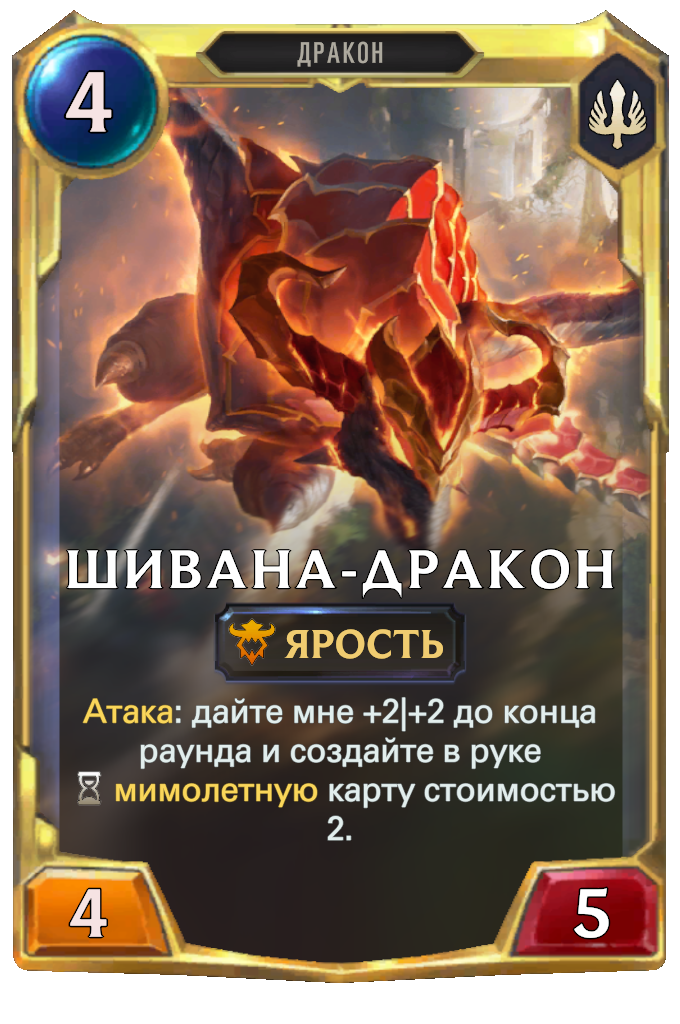 ДРАКОН
4
ШИВАНА-ДРАКОН
ЯРОСТЬ
Атака: дайте мне +2|+2 до конца
раунда и создайте в руке
мимолетную карту стоимостью
2.
4
5